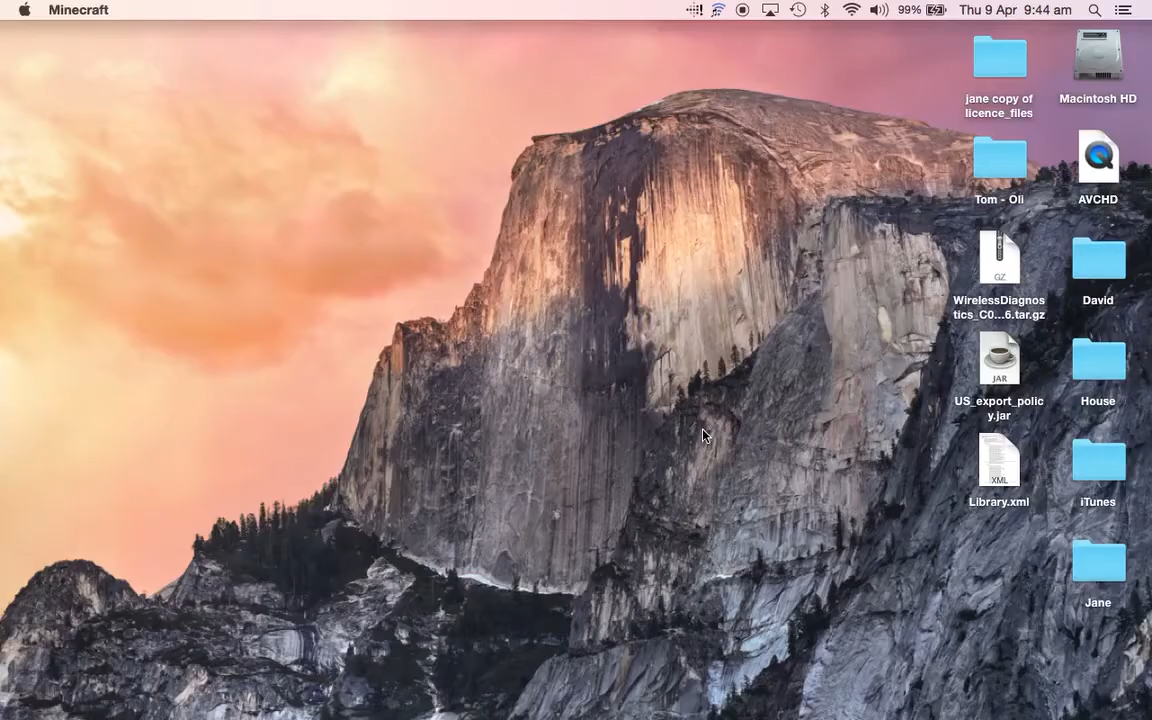 Minecraft
99%
Thu 9 Apr 9:44 am
jane copy of
licence_files
Macintosh HD
Tom - Oli
AVCHD
GZ
WirelessDiagnos
tics_C0...6.tar.gz
David
JAR
US_export_polic
y.jar
House
XML
Library.xml
iTunes
Jane